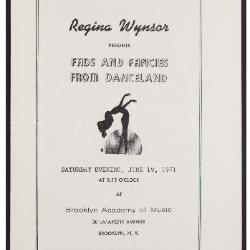 Regina Wynsor
PRESENTS
FADS AND FANCIES
FROM DANCELAND
SATURDAY EVENING, JUNE 19, 1971
AT 8:15 O'CLOCK
AT
Brooklyn Academy of Music
30 LAFAYETTE AVENUE
BROOKLYN, N. Y.